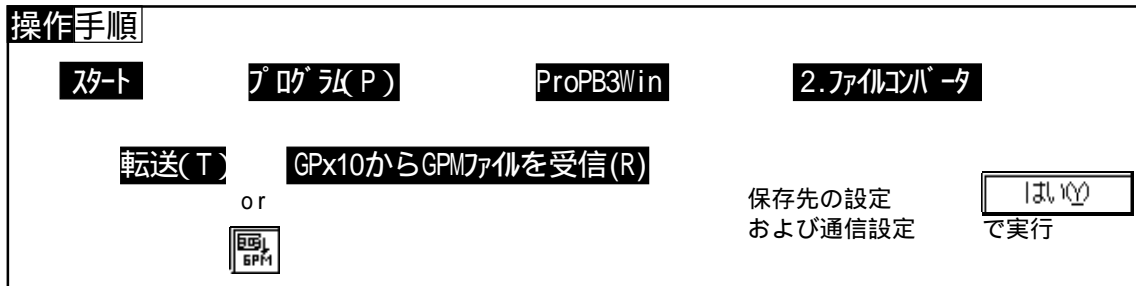 操作手順
スタート プログラム(P) ProPB3Win 2.ファイルコンバータ
転送(T) GPx10からGPMファイルを受信(R)
or
保存先の設定 はい(Y)
および通信設定 で実行
GPM